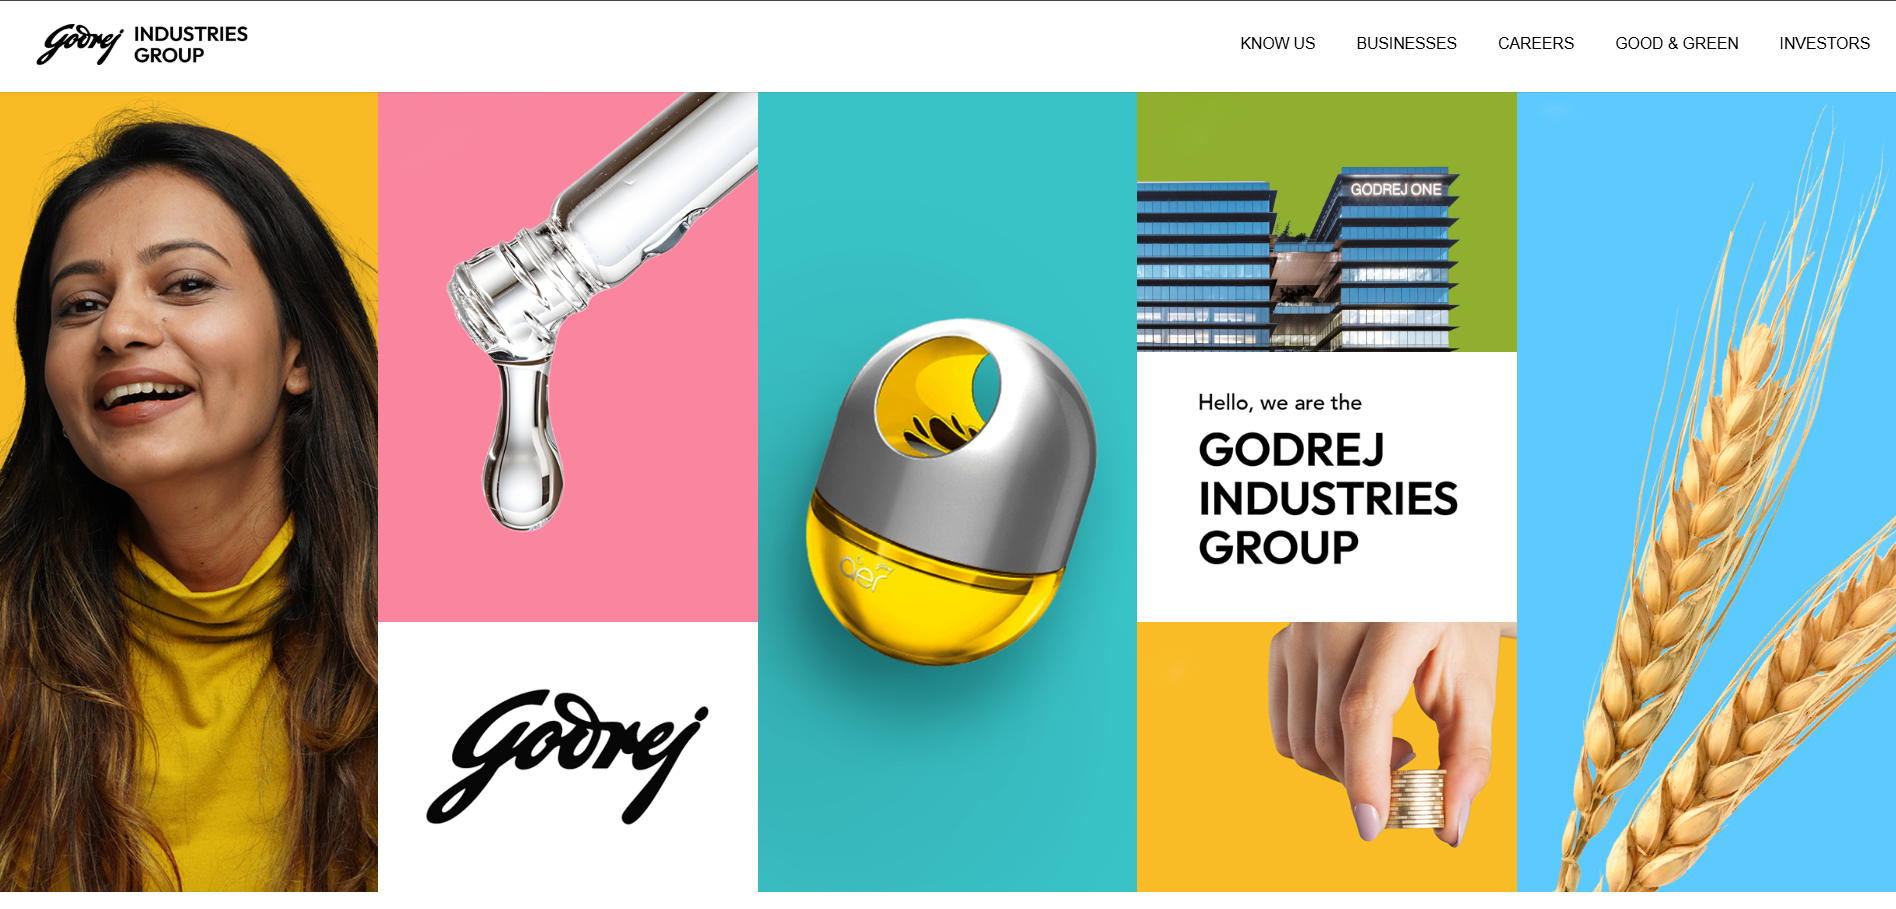 Godrej INDUSTRIES
GROUP
KNOW US BUSINESSES CAREERS GOOD & GREEN INVESTORS
GODREJ ONE
Hello, we are the
GODREJ
INDUSTRIES
GROUP
aer
Godrej